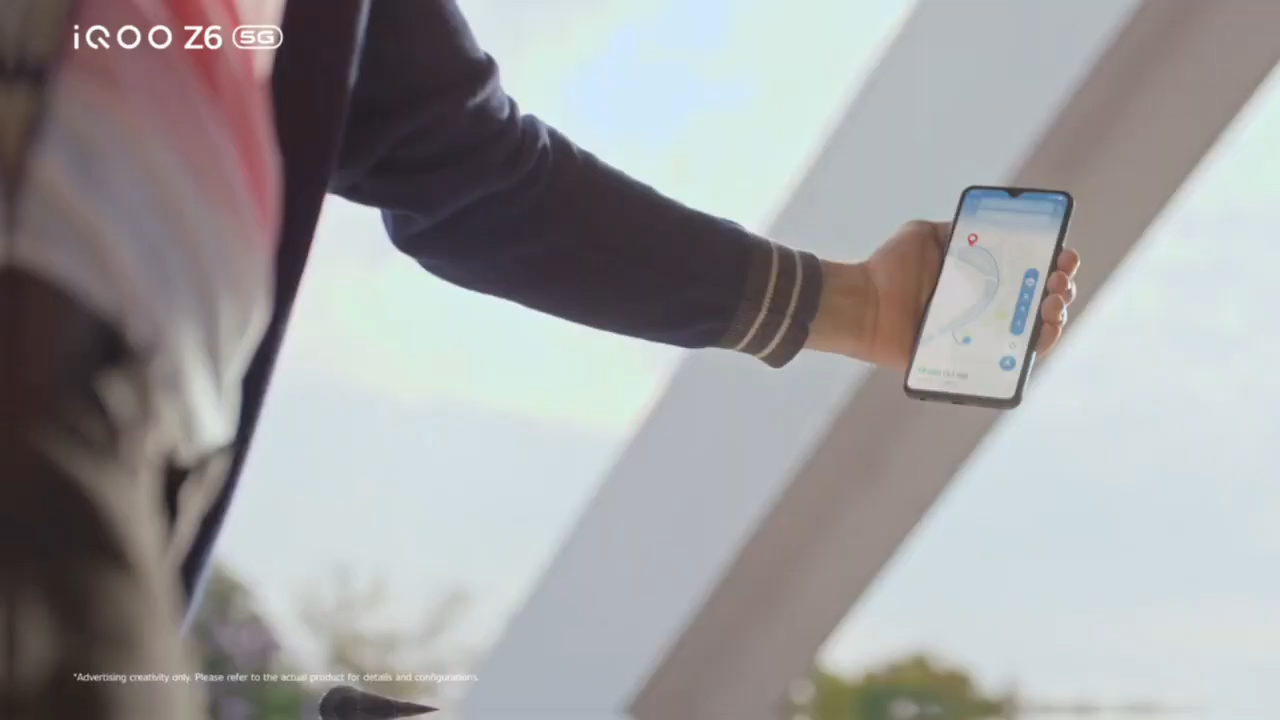 iQOO Z6 5G
*Advertising creativity only. Please refer to the actual product for details and configurations.